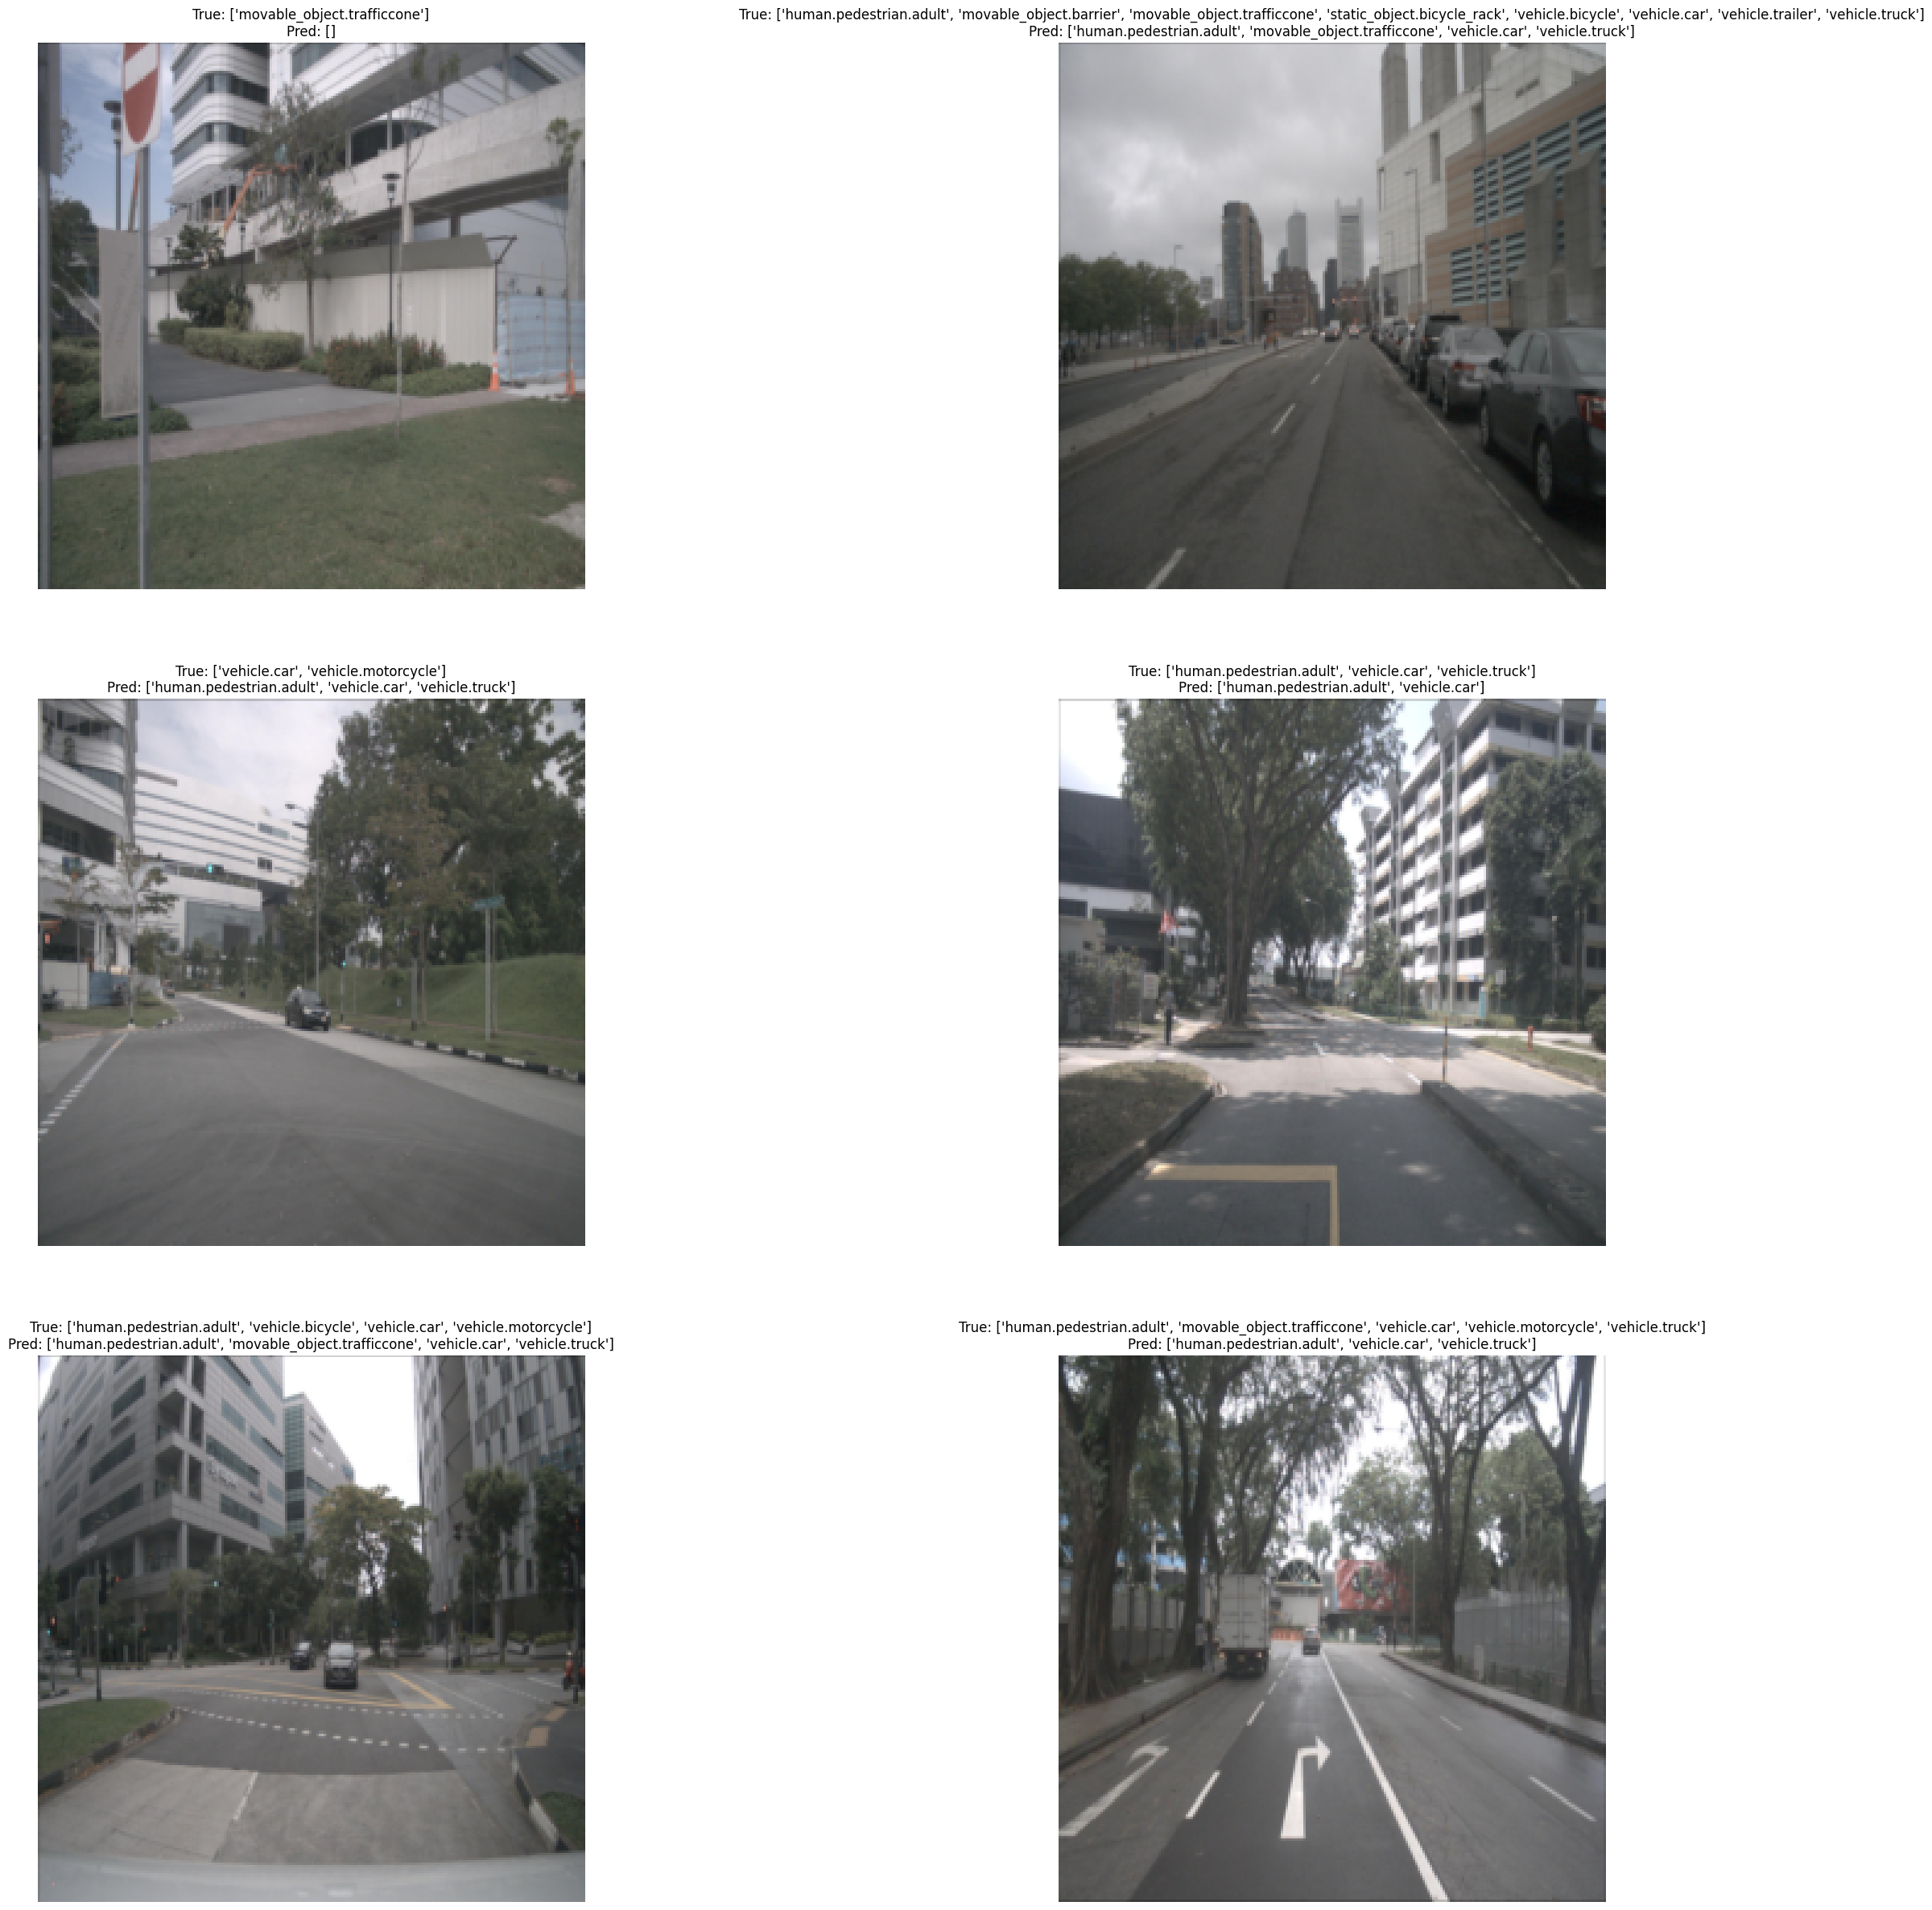 True: ['movable_object.trafficcone']
Pred: []
True: ['human.pedestrian.adult', 'movable_object.barrier', 'movable_object.trafficcone', 'static_object.bicycle_rack', 'vehicle.bicycle', 'vehicle.car', 'vehicle.trailer', 'vehicle.truck']
Pred: ['human.pedestrian.adult', 'movable_object.trafficcone', 'vehicle.car', 'vehicle.truck']
True: ['vehicle.car', 'vehicle.motorcycle']
Pred: ['human.pedestrian.adult', 'vehicle.car', 'vehicle.truck']
True: ['human.pedestrian.adult', 'vehicle.car', 'vehicle.truck']
Pred: ['human.pedestrian.adult', 'vehicle.car']
True: ['human.pedestrian.adult', 'vehicle.bicycle', 'vehicle.car', 'vehicle.motorcycle']
Pred: ['human.pedestrian.adult', 'movable_object.trafficcone', 'vehicle.car', 'vehicle.truck']
True: ['human.pedestrian.adult', 'movable_object.trafficcone', 'vehicle.car', 'vehicle.motorcycle', 'vehicle.truck']
Pred: ['human.pedestrian.adult', 'vehicle.car', 'vehicle.truck']